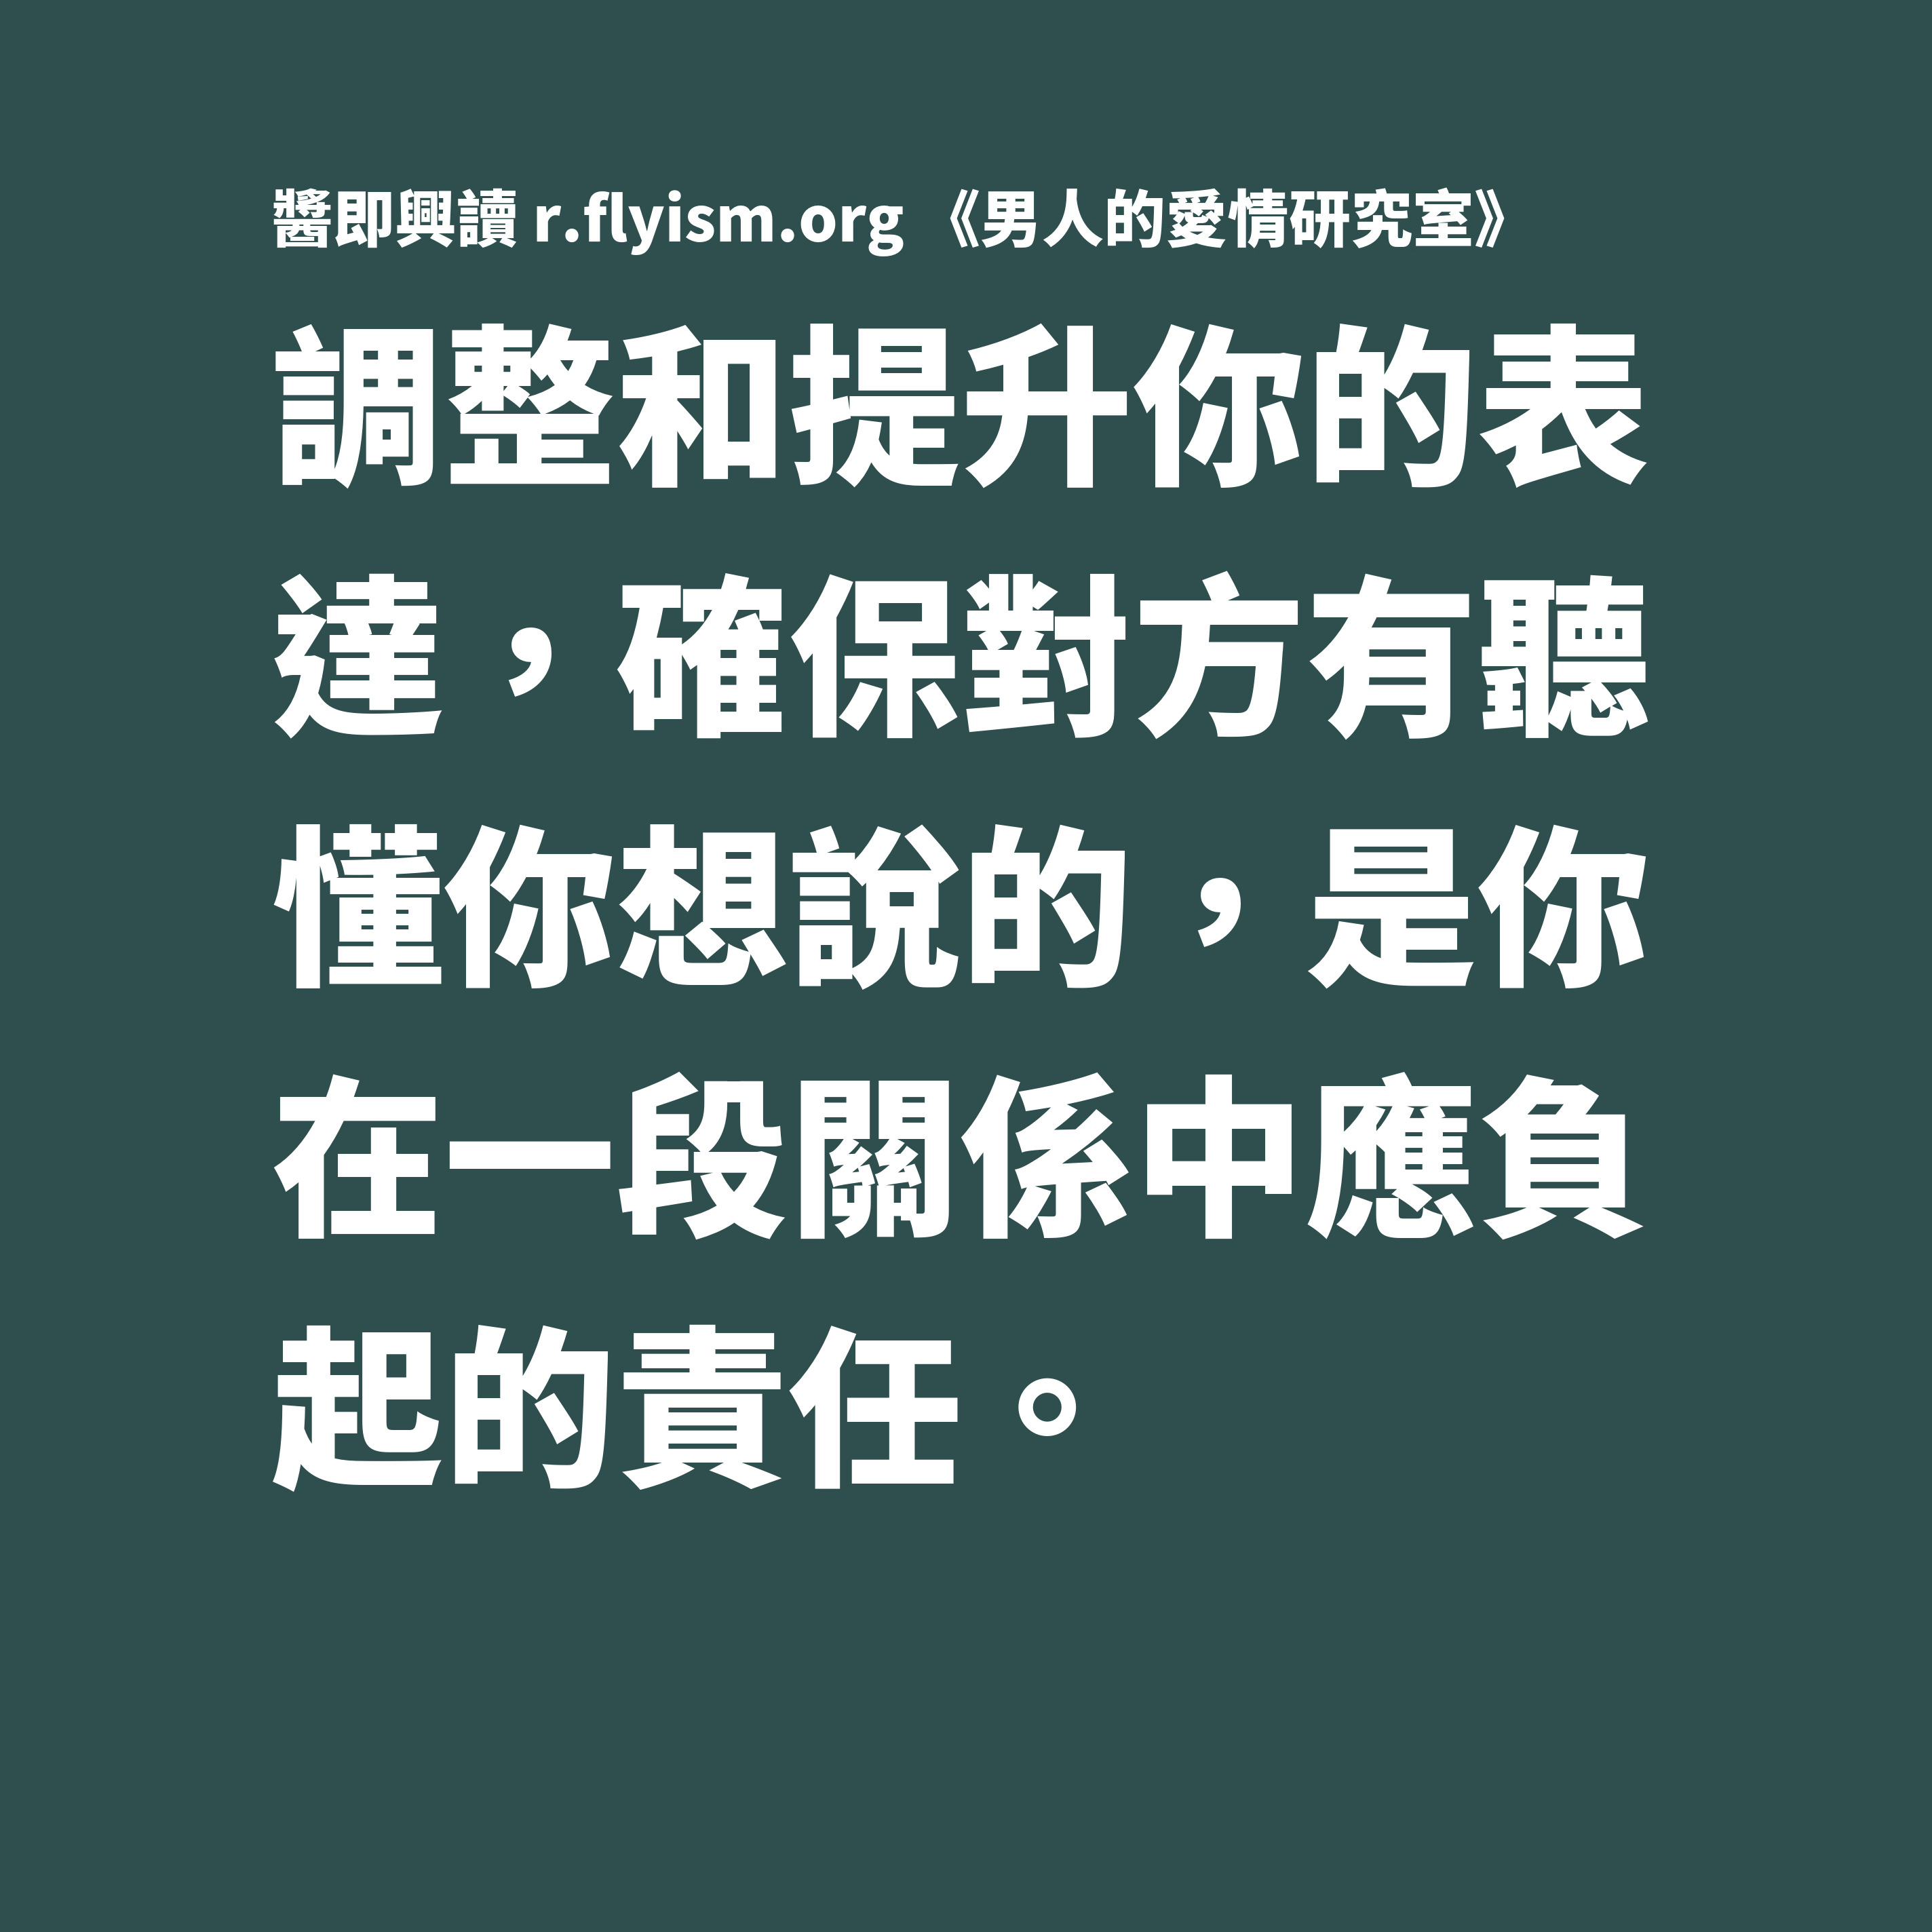 醫即閱讀 r.flyism.org 《男人的愛情研究室》
調整和提升你的表
達，確保對方有聽
懂你想說的，是你
在一段關係中應負
起的責任。